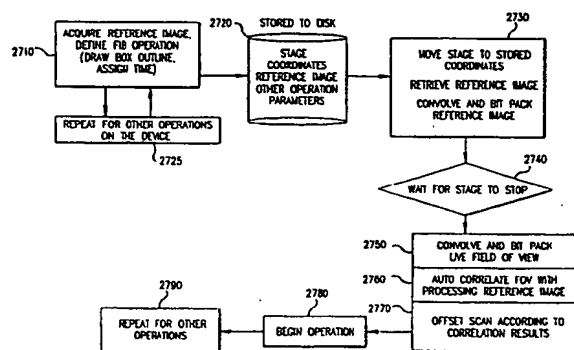 2710
ACQUIRE REFERENCE IMAGE,
DEFINE FIB OPERATION
(DRAW BOX OUTLINE,
ASSIGN TIME)
REPEAT FOR OTHER OPERATIONS
ON THE DEVICE
2725
STORED TO DISK
2720
STAGE
COORDINATES
REFERENCE IMAGE
OTHER OPERATION
PARAMETERS
2730
MOVE STAGE TO STORED
COORDINATES
RETRIEVE REFERENCE IMAGE
CONVOLVE AND BIT PACK
REFERENCE IMAGE
2740
WAIT FOR STAGE TO STOP
2750
CONVOLVE AND BIT PACK
LIVE FIELD OF VIEW
2760
AUTO CORRELATE FOV WITH
PROCESSING REFERENCE IMAGE
2770
OFFSET SCAN ACCORDING TO
CORRELATION RESULTS
2780
BEGIN OPERATION
2790
REPEAT FOR OTHER
OPERATIONS